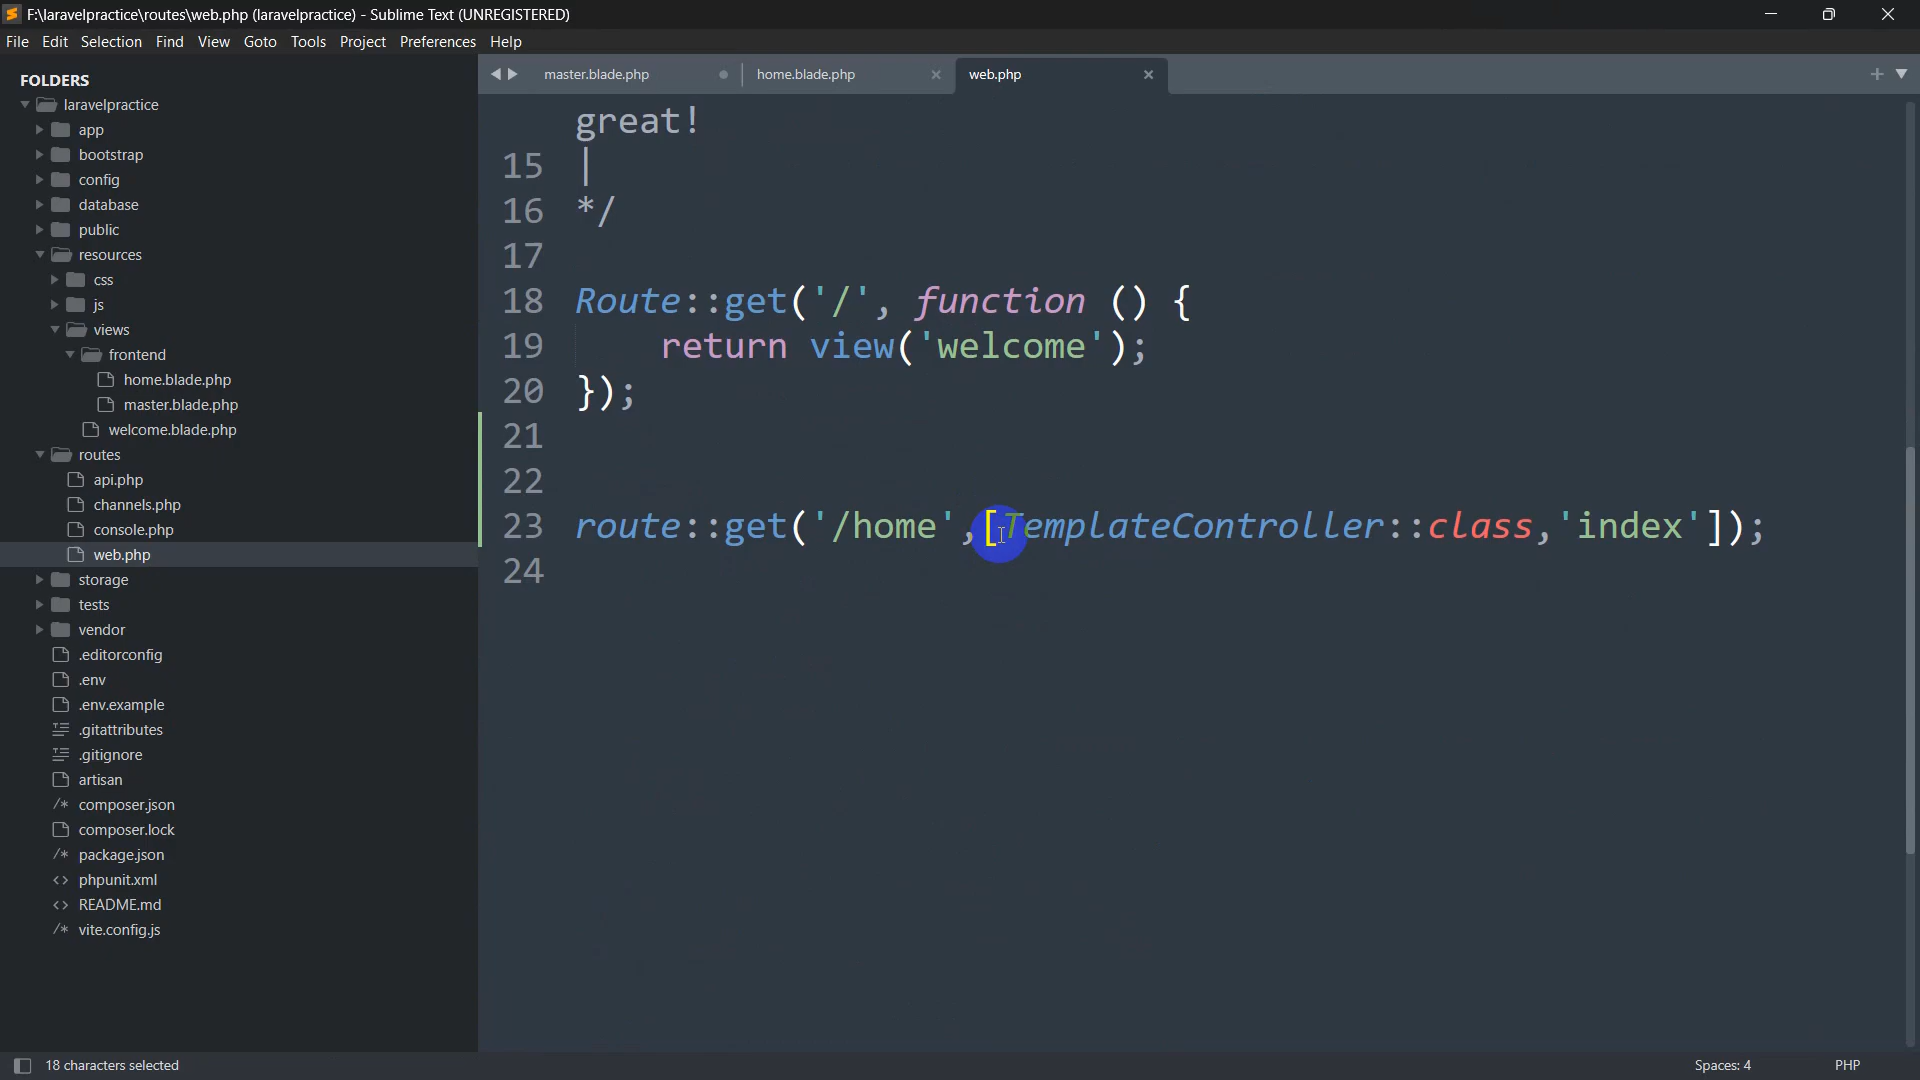 F:\laravelpractice\routes\web.php (laravelpractice) - Sublime Text (UNREGISTERED)
File Edit Selection Find View Goto Tools Project Preferences Help
FOLDERS
laravelpractice
app
bootstrap
config
database
public
resources
css
js
views
frontend
home.blade.php
master.blade.php
welcome.blade.php
routes
api.php
channels.php
console.php
web.php
storage
tests
vendor
.editorconfig
.env
.env.example
.gitattributes
.gitignore
artisan
composer.json
composer.lock
package.json
phpunit.xml
README.md
vite.config.js
master.blade.php home.blade.php web.php
great!
15 |
16 */
17
18 Route::get('/', function () {
19     return view('welcome');
20 });
21
22
23 route::get('/home',[TemplateController::class,'index']);
24
18 characters selected Spaces: 4 PHP